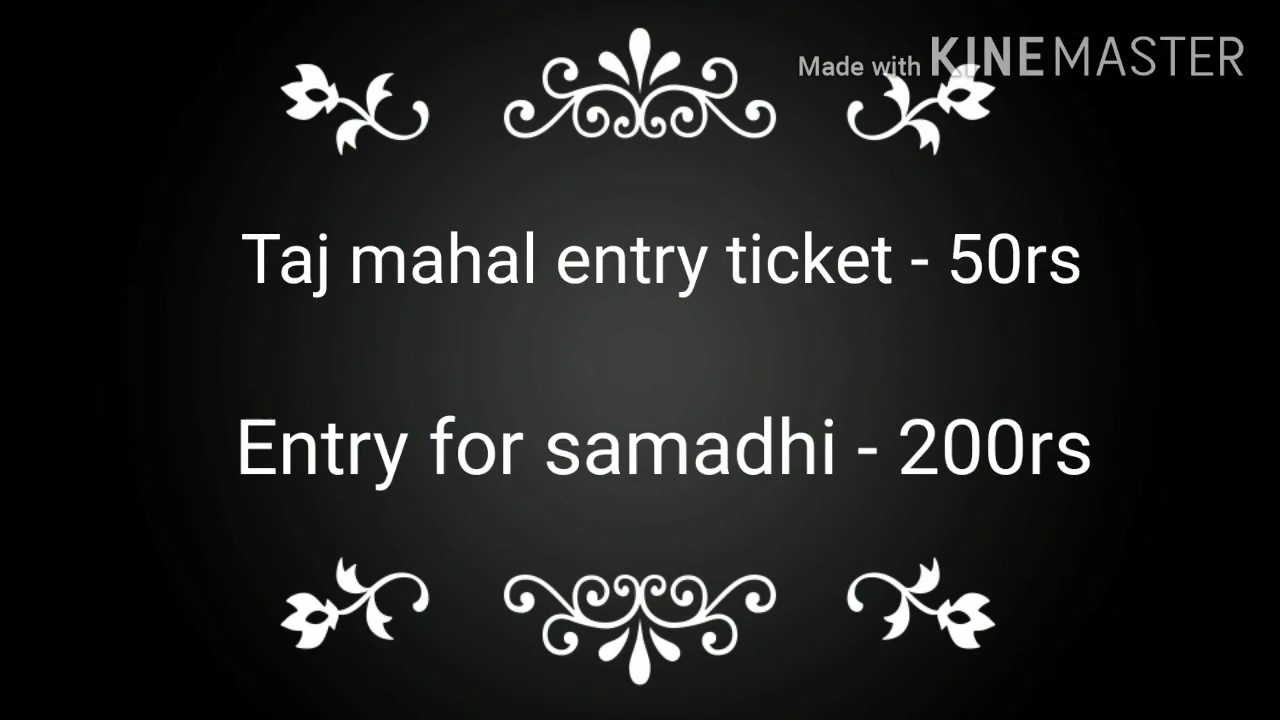 Made with KINEMASTER
Taj mahal entry ticket - 50rs
Entry for samadhi - 200rs